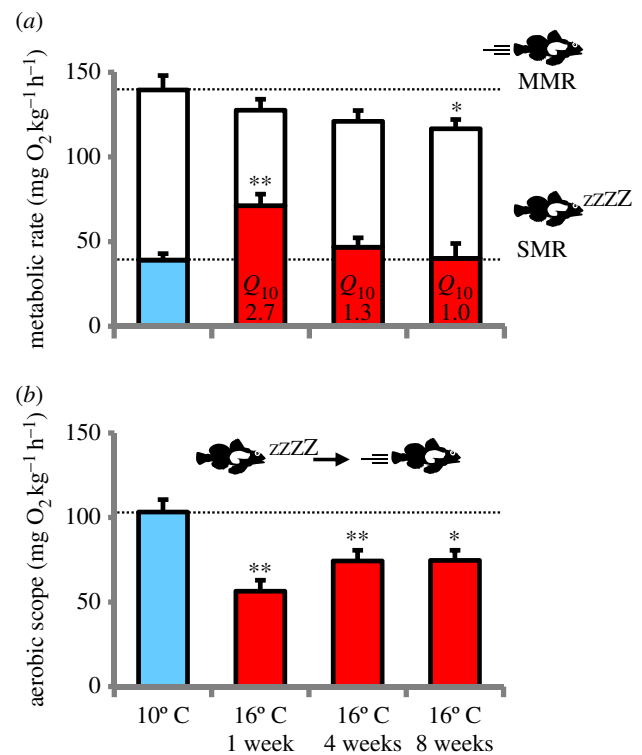 (a)
150
100
50
0
metabolic rate (mg O₂ kg⁻¹ h⁻¹)
MMR
*
**
zzZZ
SMR
Q₁₀ Q₁₀ Q₁₀
2.7 1.3 1.0
(b)
150
100
50
0
aerobic scope (mg O₂ kg⁻¹ h⁻¹)
zzZZ
** ** *
10° C 16° C 16° C 16° C
1 week 4 weeks 8 weeks